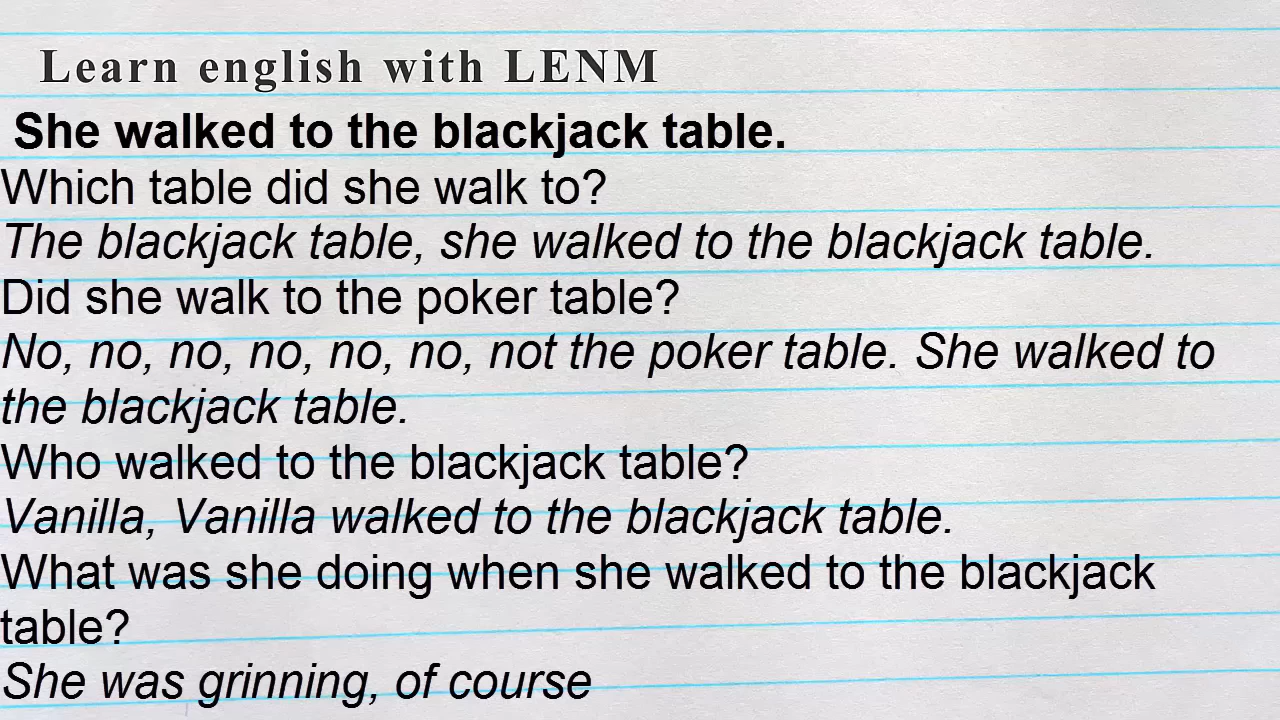 Learn english with LENM
She walked to the blackjack table.
Which table did she walk to?
The blackjack table, she walked to the blackjack table.
Did she walk to the poker table?
No, no, no, no, no, no, not the poker table. She walked to
the blackjack table.
Who walked to the blackjack table?
Vanilla, Vanilla walked to the blackjack table.
What was she doing when she walked to the blackjack
table?
She was grinning, of course